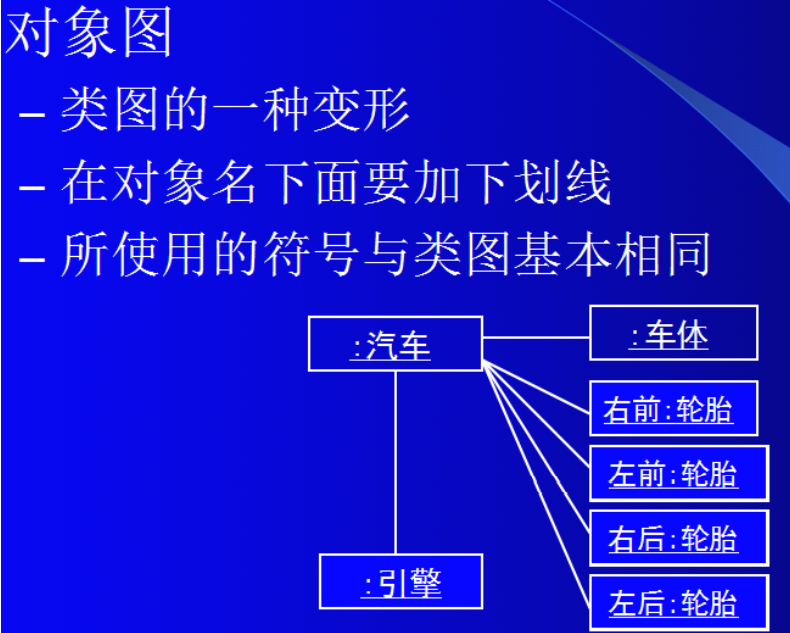 对象图
– 类图的一种变形
– 在对象名下面要加下划线
– 所使用的符号与类图基本相同
:汽车
:车体
右前:轮胎
左前:轮胎
右后:轮胎
:引擎
左后:轮胎